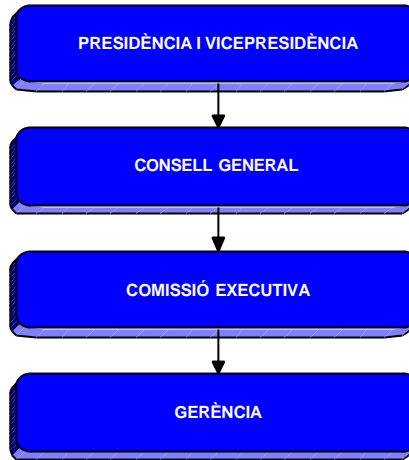 PRESIDÈNCIA I VICEPRESIDÈNCIA
CONSELL GENERAL
COMISSIÓ EXECUTIVA
GERÈNCIA